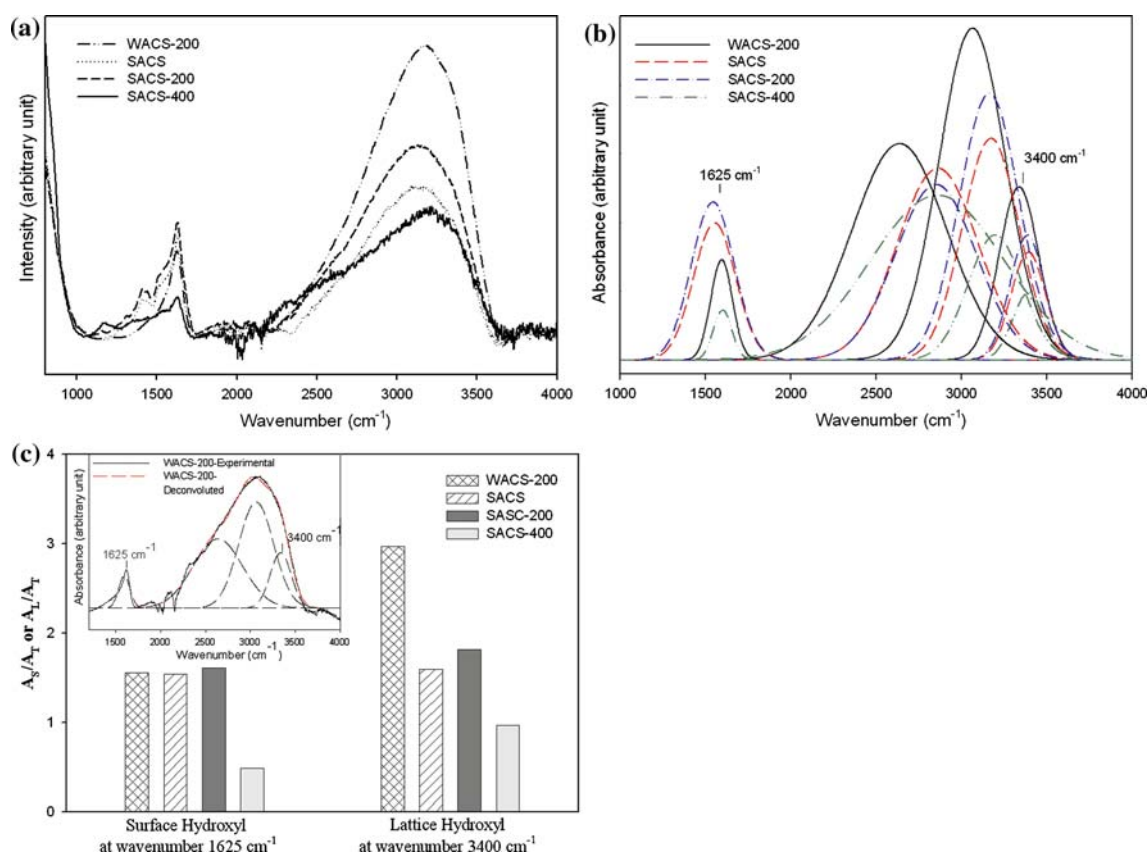 (a)
WACS-200
SACS
SACS-200
SACS-400
Intensity (arbitrary unit)
1000 1500 2000 2500 3000 3500 4000
Wavenumber (cm⁻¹)
(b)
WACS-200
SACS
SACS-200
SACS-400
1625 cm⁻¹
3400 cm⁻¹
Absorbance (arbitrary unit)
1000 1500 2000 2500 3000 3500 4000
Wavenumber (cm⁻¹)
(c)
4
3
2
1
0
A_S/A_T or A_L/A_T
WACS-200-Experimental
WACS-200-
Deconvoluted
1625 cm⁻¹
3400 cm⁻¹
Absorbance (arbitrary unit)
1500 2000 2500 3000 3500 4000
Wavenumber (cm⁻¹)
WACS-200
SACS
SASC-200
SACS-400
Surface Hydroxyl
at wavenumber 1625 cm⁻¹
Lattice Hydroxyl
at wavenumber 3400 cm⁻¹